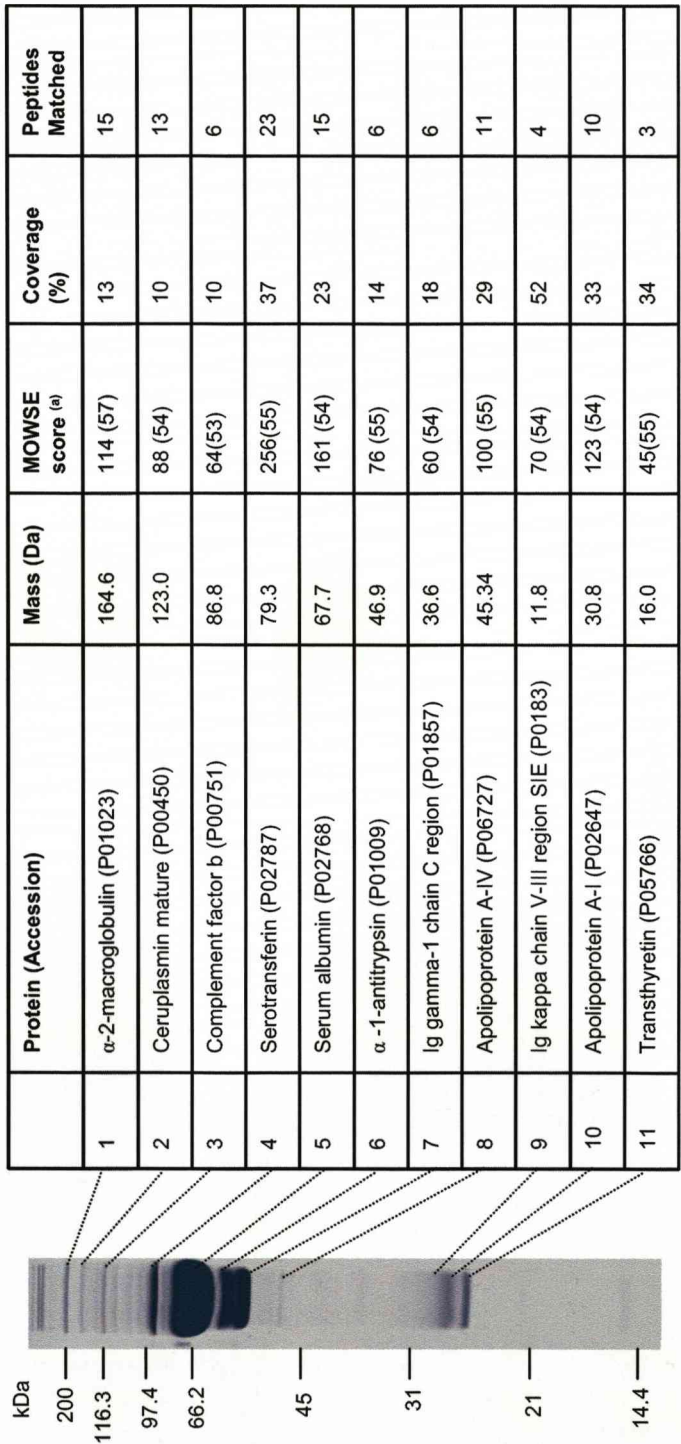 kDa
200
116.3
97.4
66.2
45
31
21
14.4
Protein (Accession) Mass (Da) MOWSE score (a) Coverage (%) Peptides Matched
1 α-2-macroglobulin (P01023) 164.6 114 (57) 13 15
2 Ceruplasmin mature (P00450) 123.0 88 (54) 10 13
3 Complement factor b (P00751) 86.8 64(53) 10 6
4 Serotransferin (P02787) 79.3 256(55) 37 23
5 Serum albumin (P02768) 67.7 161 (54) 23 15
6 α -1-antitrypsin (P01009) 46.9 76 (55) 14 6
7 Ig gamma-1 chain C region (P01857) 36.6 60 (54) 18 6
8 Apolipoprotein A-IV (P06727) 45.34 100 (55) 29 11
9 Ig kappa chain V-III region SIE (P0183) 11.8 70 (54) 52 4
10 Apolipoprotein A-I (P02647) 30.8 123 (54) 33 10
11 Transthyretin (P05766) 16.0 45(55) 34 3